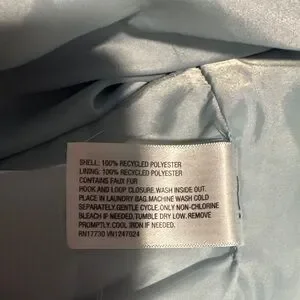 SHELL: 100% RECYCLED POLYESTER
LINING: 100% RECYCLED POLYESTER
CONTAINS FAUX FUR
HOOK AND LOOP CLOSURE. WASH INSIDE OUT.
PLACE IN LAUNDRY BAG. MACHINE WASH COLD
SEPARATELY. GENTLE CYCLE. ONLY NON-CHLORINE
BLEACH IF NEEDED. TUMBLE DRY LOW. REMOVE
PROMPTLY. COOL IRON IF NEEDED.
RN17730 VN1247024